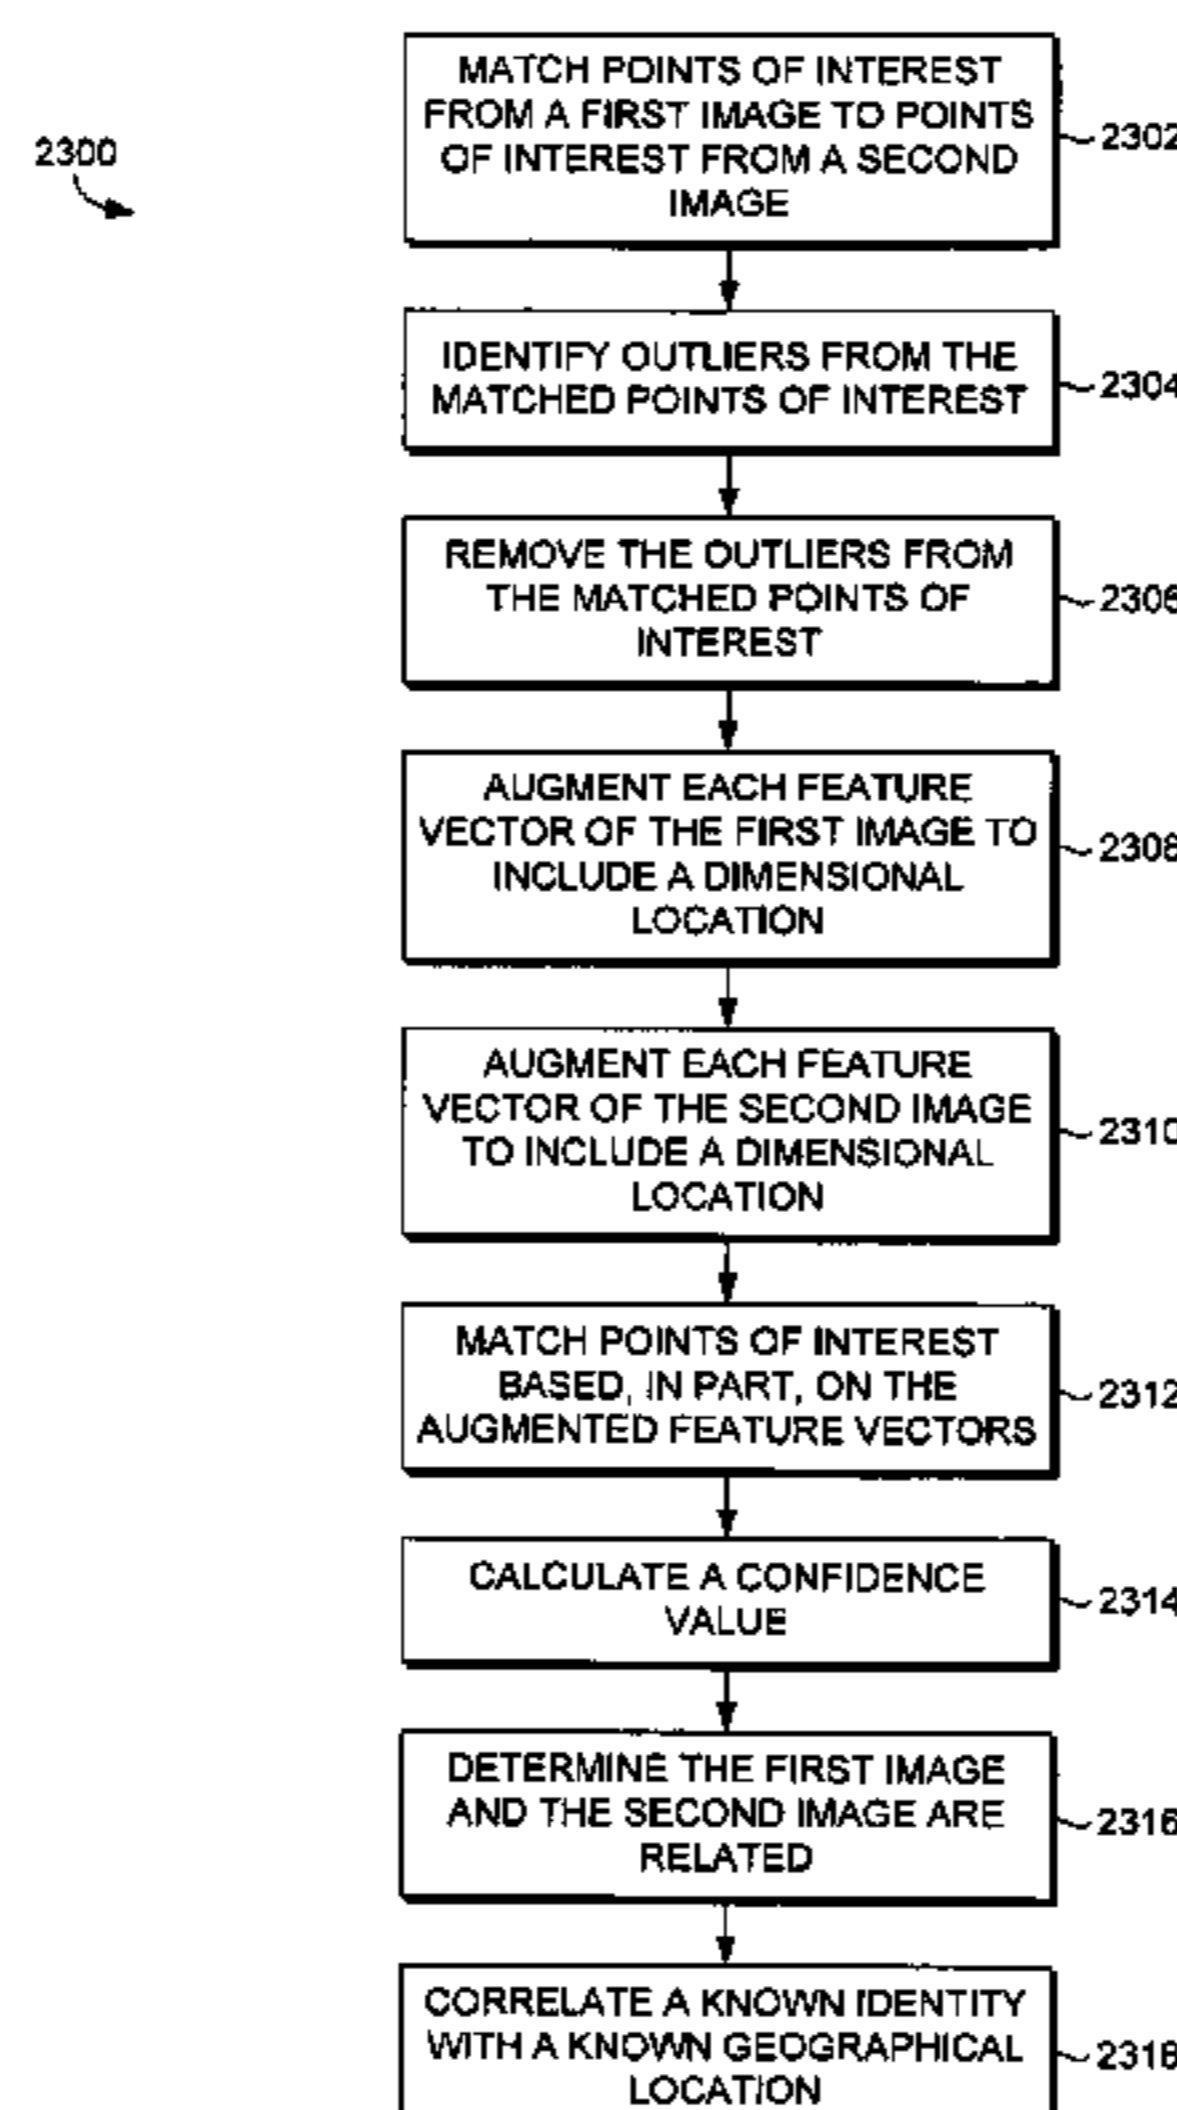 2300
MATCH POINTS OF INTEREST
FROM A FIRST IMAGE TO POINTS
OF INTEREST FROM A SECOND
IMAGE
2302
IDENTIFY OUTLIERS FROM THE
MATCHED POINTS OF INTEREST
2304
REMOVE THE OUTLIERS FROM
THE MATCHED POINTS OF
INTEREST
2306
AUGMENT EACH FEATURE
VECTOR OF THE FIRST IMAGE TO
INCLUDE A DIMENSIONAL
LOCATION
2308
AUGMENT EACH FEATURE
VECTOR OF THE SECOND IMAGE
TO INCLUDE A DIMENSIONAL
LOCATION
2310
MATCH POINTS OF INTEREST
BASED, IN PART, ON THE
AUGMENTED FEATURE VECTORS
2312
CALCULATE A CONFIDENCE
VALUE
2314
DETERMINE THE FIRST IMAGE
AND THE SECOND IMAGE ARE
RELATED
2316
CORRELATE A KNOWN IDENTITY
WITH A KNOWN GEOGRAPHICAL
LOCATION
2318